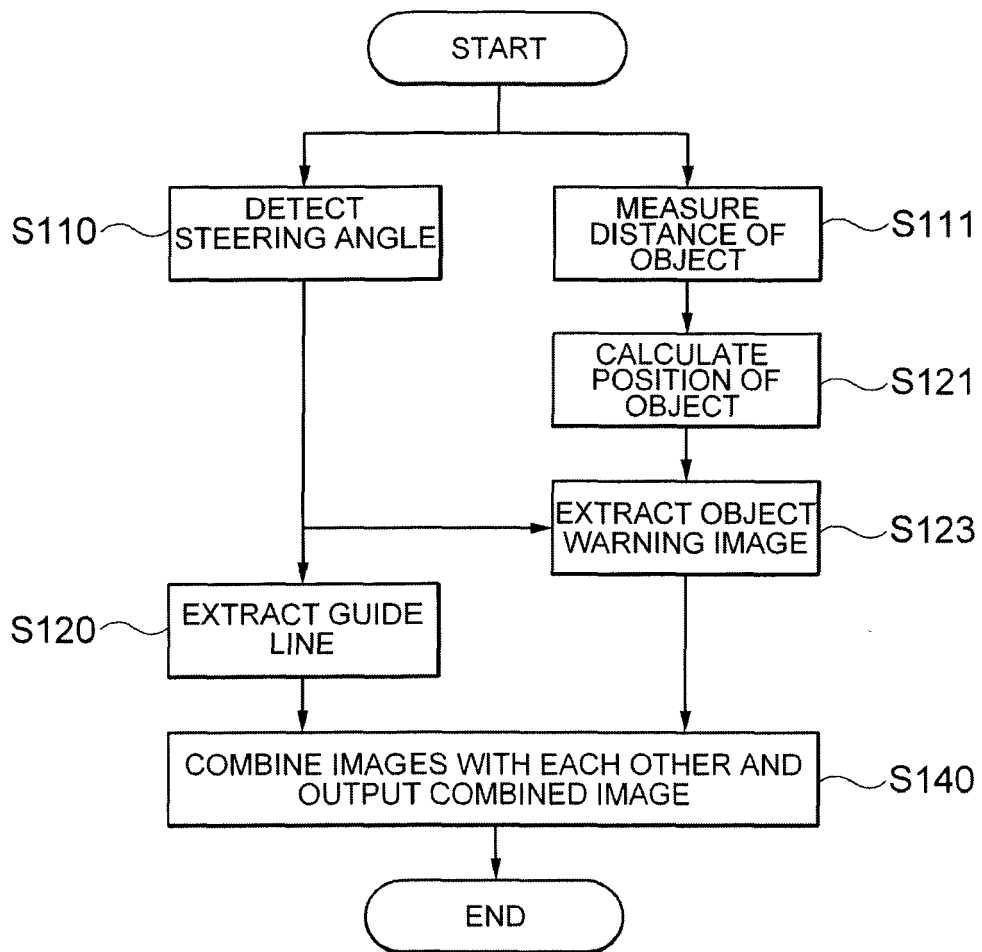 START
S110
DETECT
STEERING ANGLE
MEASURE
DISTANCE OF
OBJECT
S111
CALCULATE
POSITION OF
OBJECT
S121
EXTRACT OBJECT
WARNING IMAGE
S123
S120
EXTRACT GUIDE
LINE
COMBINE IMAGES WITH EACH OTHER AND
OUTPUT COMBINED IMAGE
S140
END